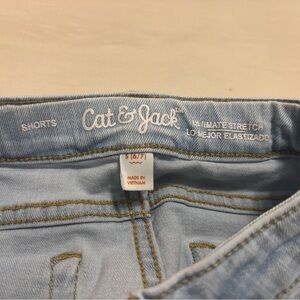 SHORTS
Cat & Jack
ULTIMATE STRETCH
LO MEJOR ELASTIZADO
S (6/7)
MADE IN
VIETNAM